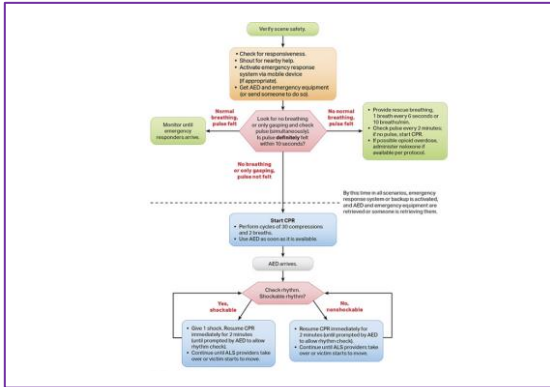 Verify scene safety.
• Check for responsiveness.
• Shout for nearby help.
• Activate emergency response
system via mobile device
(if appropriate).
• Get AED and emergency equipment
(or send someone to do so).
Normal
breathing,
pulse felt
Look for no breathing
or only gasping and check
pulse (simultaneously).
Is pulse definitely felt
within 10 seconds?
No normal
breathing,
pulse felt
Monitor until
emergency
responders arrive.
• Provide rescue breathing,
1 breath every 6 seconds or
10 breaths/min.
• Check pulse every 2 minutes;
if no pulse, start CPR.
• If possible opioid overdose,
administer naloxone if
available per protocol.
No breathing
or only gasping,
pulse not felt
By this time in all scenarios, emergency
response system or backup is activated,
and AED and emergency equipment are
retrieved or someone is retrieving them.
Start CPR
• Perform cycles of 30 compressions
and 2 breaths.
• Use AED as soon as it is available.
AED arrives.
Check rhythm.
Shockable rhythm?
Yes,
shockable
No,
nonshockable
• Give 1 shock. Resume CPR
immediately for 2 minutes
(until prompted by AED to allow
rhythm check).
• Continue until ALS providers take
over or victim starts to move.
• Resume CPR immediately for
2 minutes (until prompted by AED
to allow rhythm check).
• Continue until ALS providers take
over or victim starts to move.